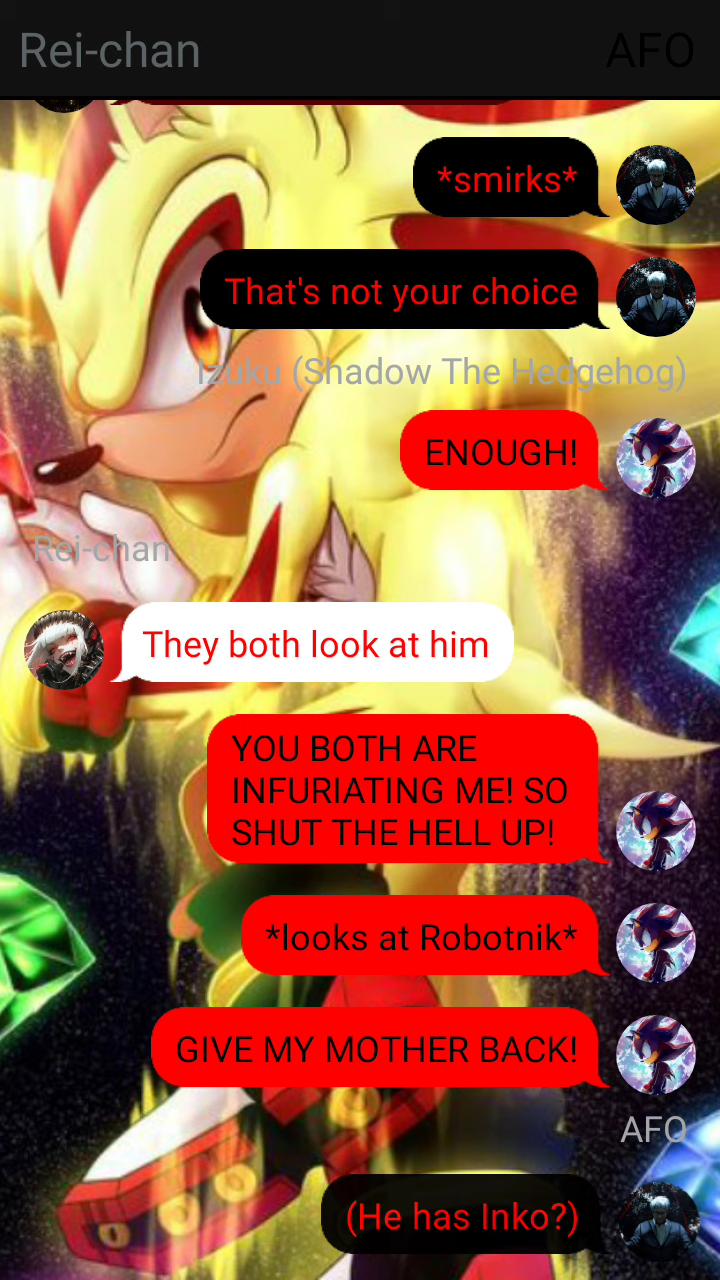 Rei-chan
AFO
*smirks*
That's not your choice
Izuku (Shadow The Hedgehog)
ENOUGH!
Rei-chan
They both look at him
YOU BOTH ARE
INFURIATING ME! SO
SHUT THE HELL UP!
*looks at Robotnik*
GIVE MY MOTHER BACK!
AFO
(He has Inko?)